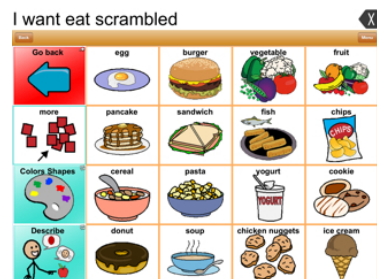 I want eat scrambled
X
Back
Menu
Go back
egg
burger
vegetable
fruit
more
pancake
sandwich
fish
chips
CHIPS
Colors Shapes
cereal
pasta
yogurt
YOGURT
cookie
Describe
donut
soup
chicken nuggets
ice cream